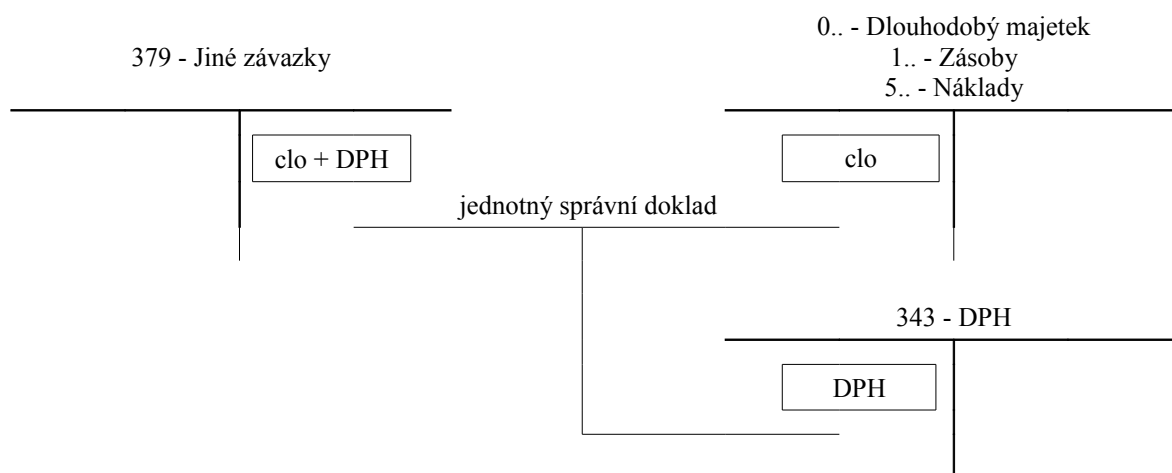 0.. - Dlouhodobý majetek
379 - Jiné závazky
1.. - Zásoby
5.. - Náklady
clo + DPH
clo
jednotný správní doklad
343 - DPH
DPH